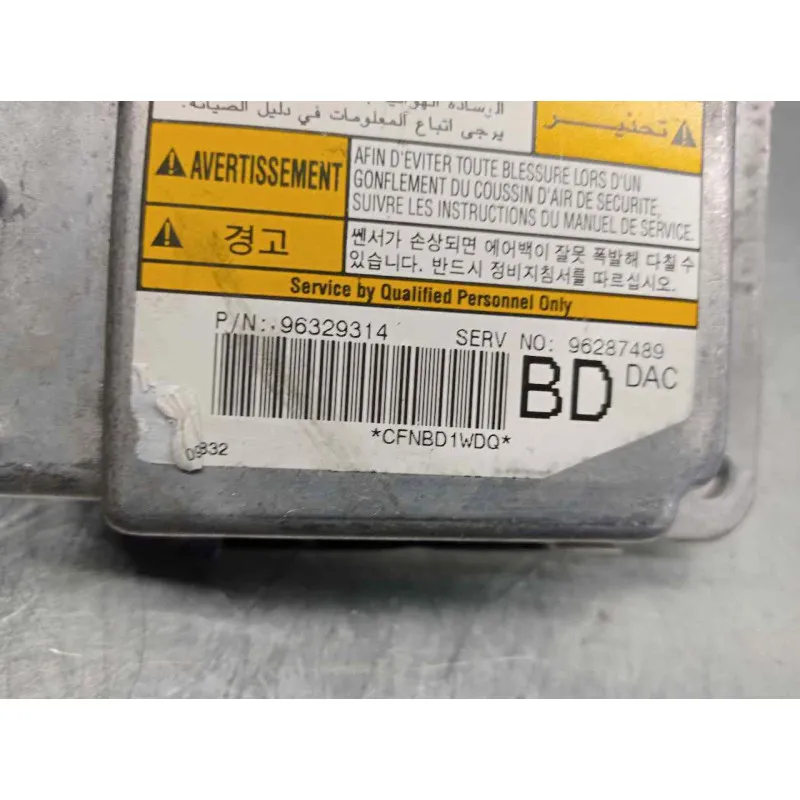 الوسادة الهوائية
يرجى اتباع المعلومات في دليل الصيانة.
تحذير
AVERTISSEMENT
AFIN D'EVITER TOUTE BLESSURE LORS D'UN
GONFLEMENT DU COUSSIN D'AIR DE SECURITE,
SUIVRE LES INSTRUCTIONS DU MANUEL DE SERVICE.
경고
쎈서가 손상되면 에어백이 잘못 폭발해 다칠 수
있습니다. 반드시 정비지침서를 따르십시오.
Service by Qualified Personnel Only
P/N: 96329314 SERV NO: 96287489
BD DAC
*CFNBD1WDQ*
D9332